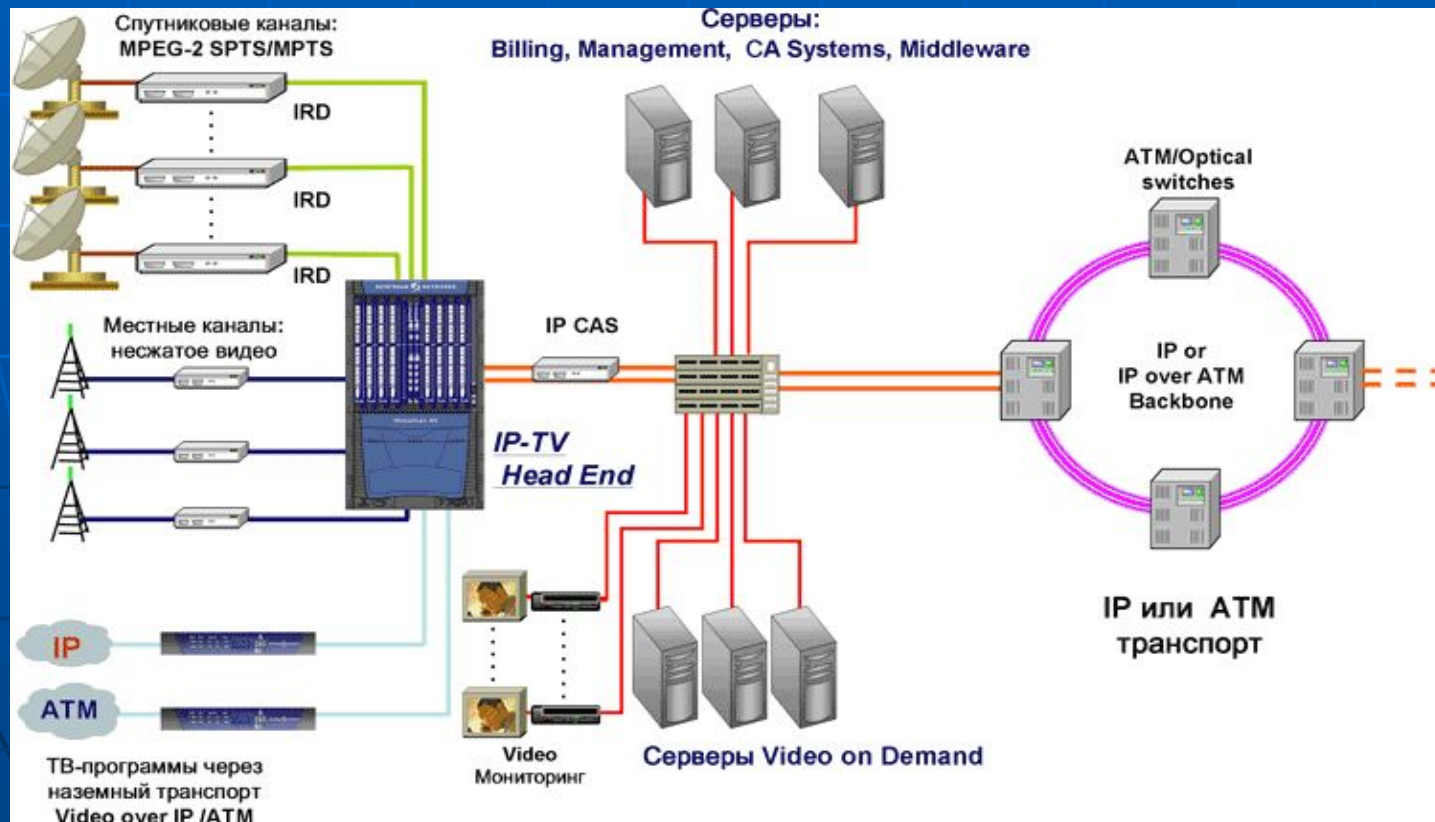 Спутниковые каналы:
MPEG-2 SPTS/MPTS
IRD
IRD
IRD
Местные каналы:
несжатое видео
IP
ATM
ТВ-программы через
наземный транспорт
Video over IP /ATM
IP-TV
Head End
IP CAS
Серверы:
Billing, Management, CA Systems, Middleware
Video
Мониторинг
Серверы Video on Demand
ATM/Optical
switches
IP or
IP over ATM
Backbone
IP или ATM
транспорт